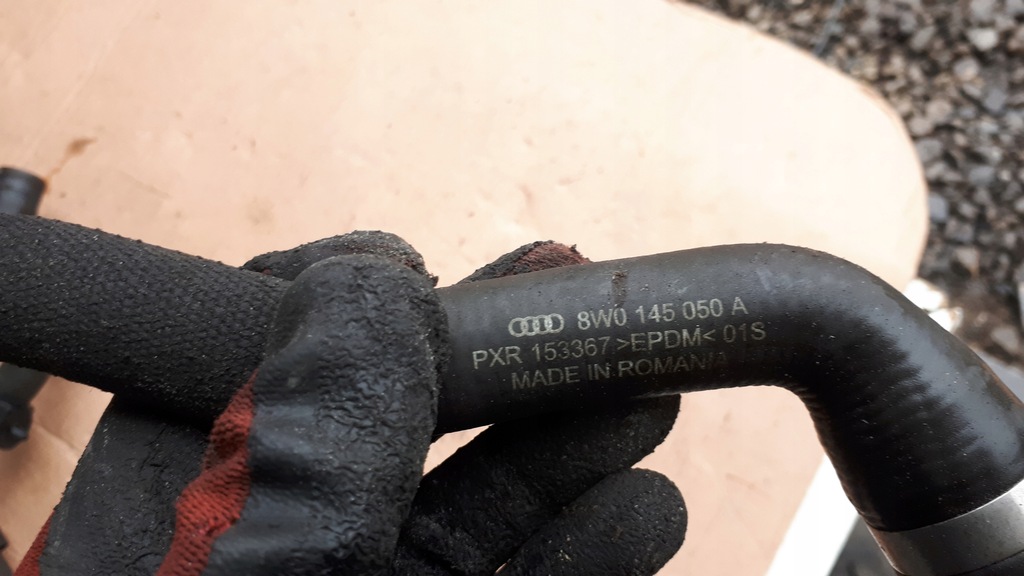 8W0 145 050 A
PXR 153367 >EPDM< 01S
MADE IN ROMANIA